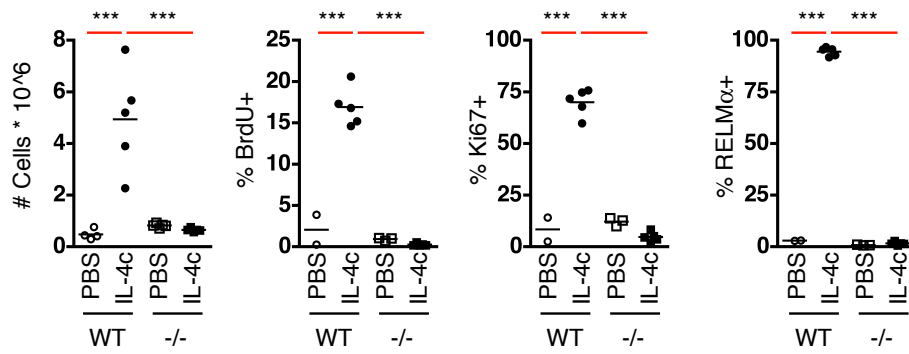 *** ***
# Cells * 10^6
8
6
4
2
0
PBS
IL-4c
PBS
IL-4c
WT -/-
*** ***
% BrdU+
25
20
15
10
5
0
PBS
IL-4c
PBS
IL-4c
WT -/-
*** ***
% Ki67+
100
75
50
25
0
PBS
IL-4c
PBS
IL-4c
WT -/-
*** ***
% RELMα+
100
75
50
25
0
PBS
IL-4c
PBS
IL-4c
WT -/-